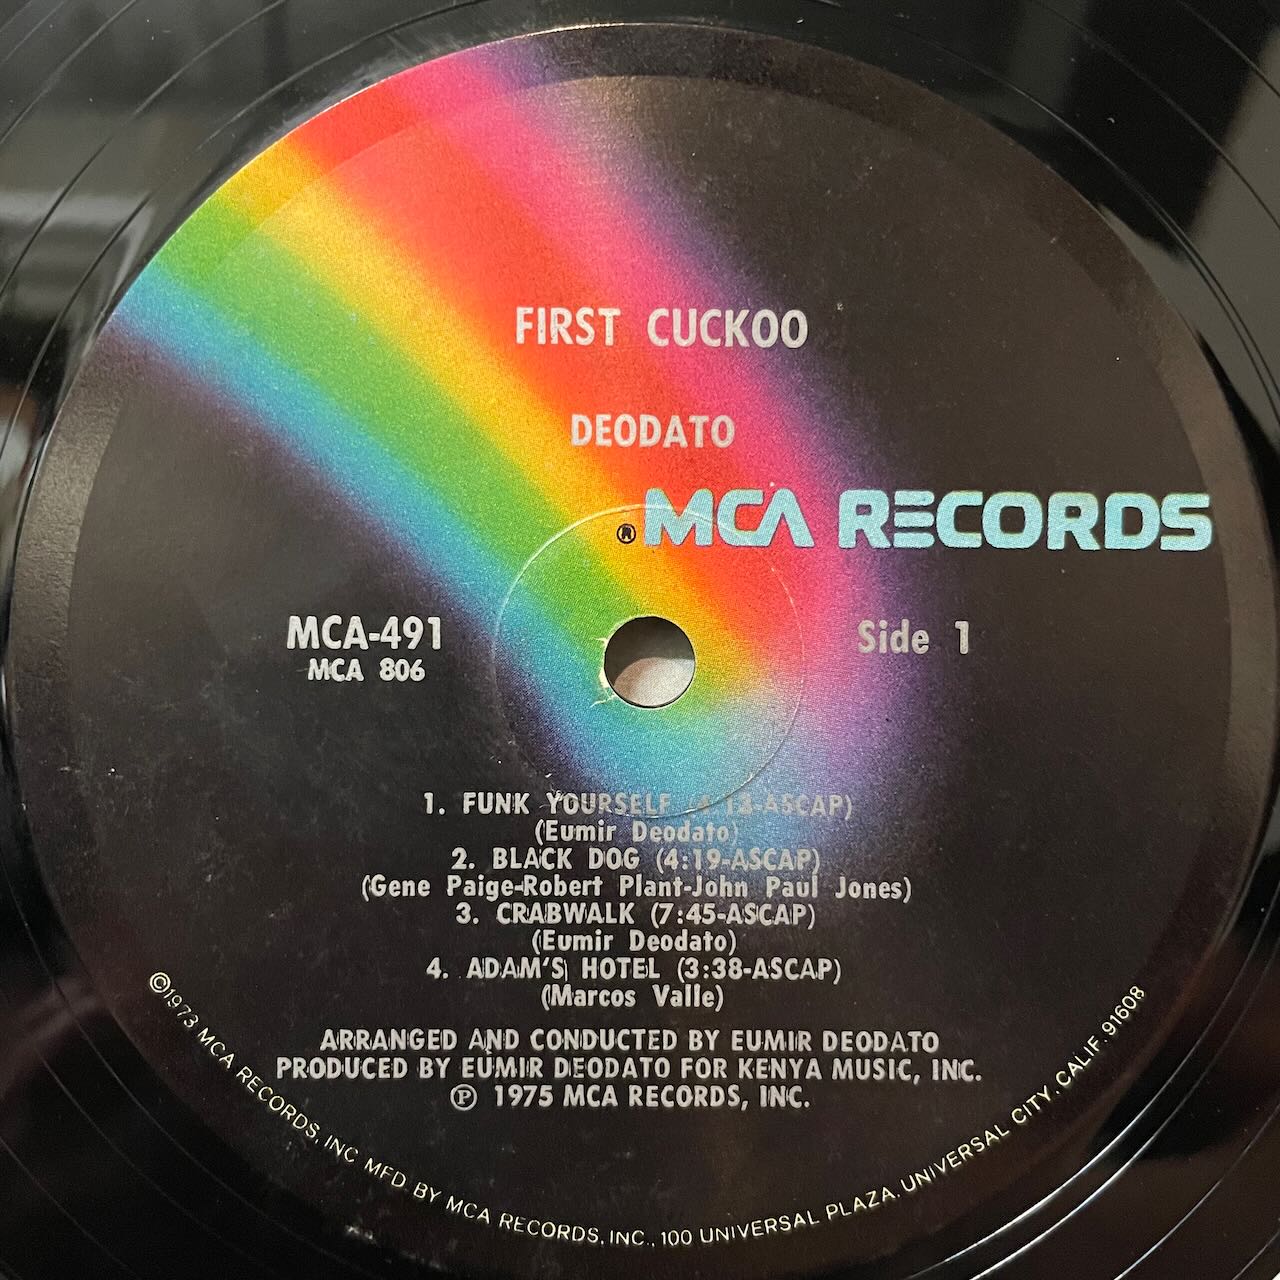 FIRST CUCKOO
DEODATO
® MCA RECORDS
MCA-491
MCA 806
Side 1
1. FUNK YOURSELF (4:13-ASCAP)
(Eumir Deodato)
2. BLACK DOG (4:19-ASCAP)
(Gene Paige-Robert Plant-John Paul Jones)
3. CRABWALK (7:45-ASCAP)
(Eumir Deodato)
4. ADAM'S HOTEL (3:38-ASCAP)
(Marcos Valle)
ARRANGED AND CONDUCTED BY EUMIR DEODATO
PRODUCED BY EUMIR DEODATO FOR KENYA MUSIC, INC.
℗ 1975 MCA RECORDS, INC.
©1973 MCA RECORDS, INC MFD BY MCA RECORDS, INC., 100 UNIVERSAL PLAZA, UNIVERSAL CITY, CALIF. 91608